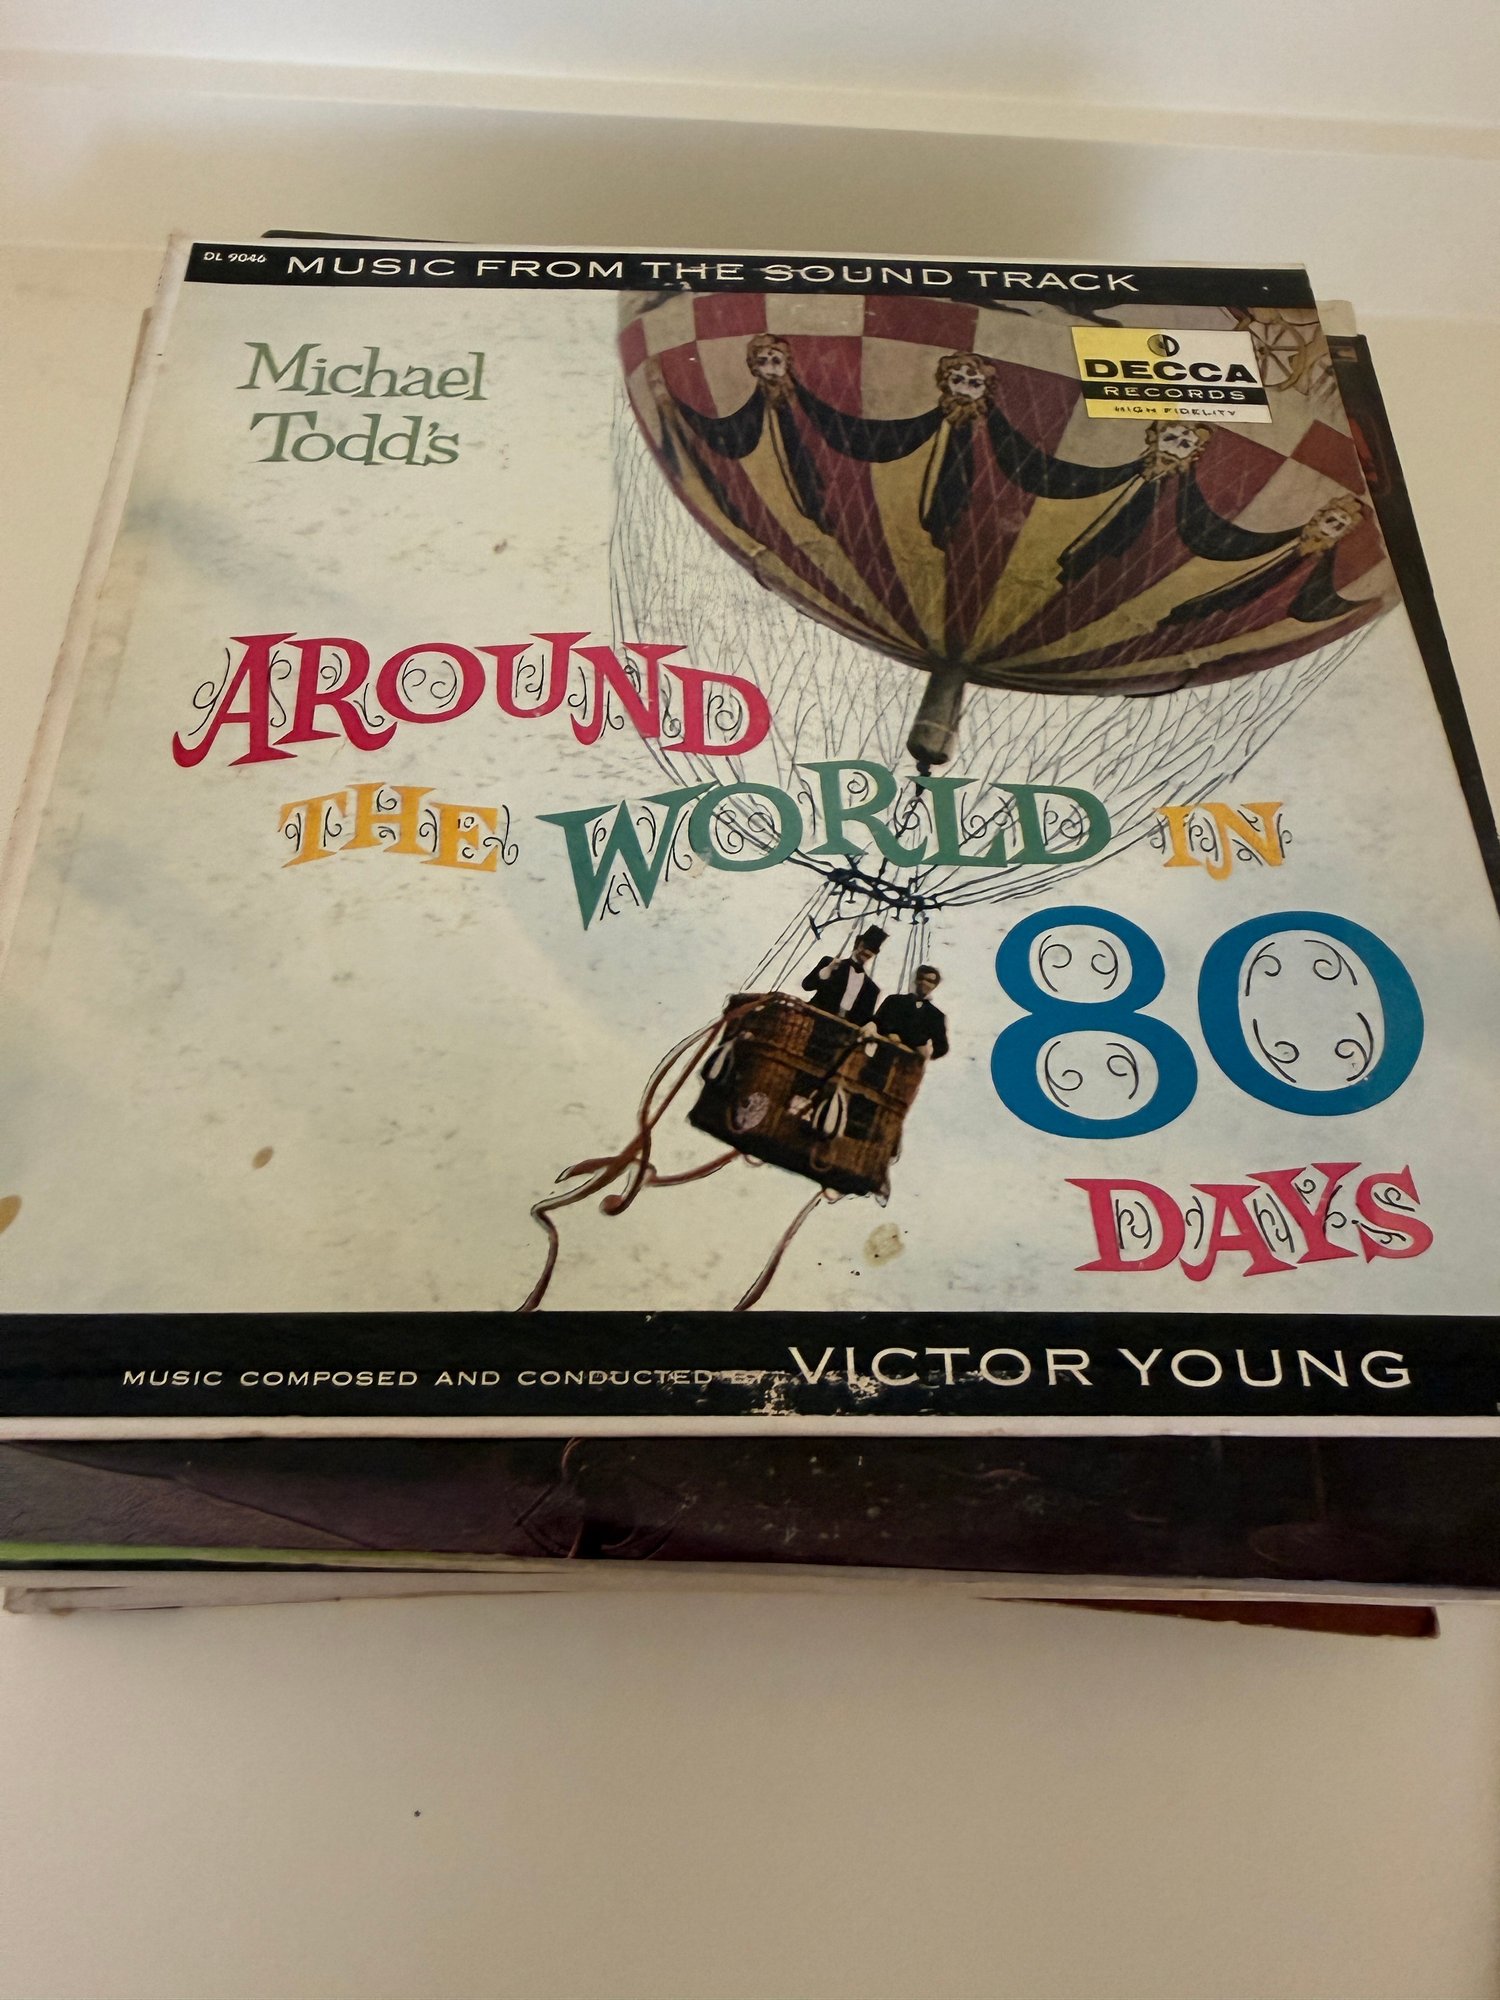 DL 9046 MUSIC FROM THE SOUND TRACK
DECCA
RECORDS
HIGH FIDELITY
Michael
Todd's
AROUND
THE WORLD IN
80
DAYS
MUSIC COMPOSED AND CONDUCTED BY VICTOR YOUNG